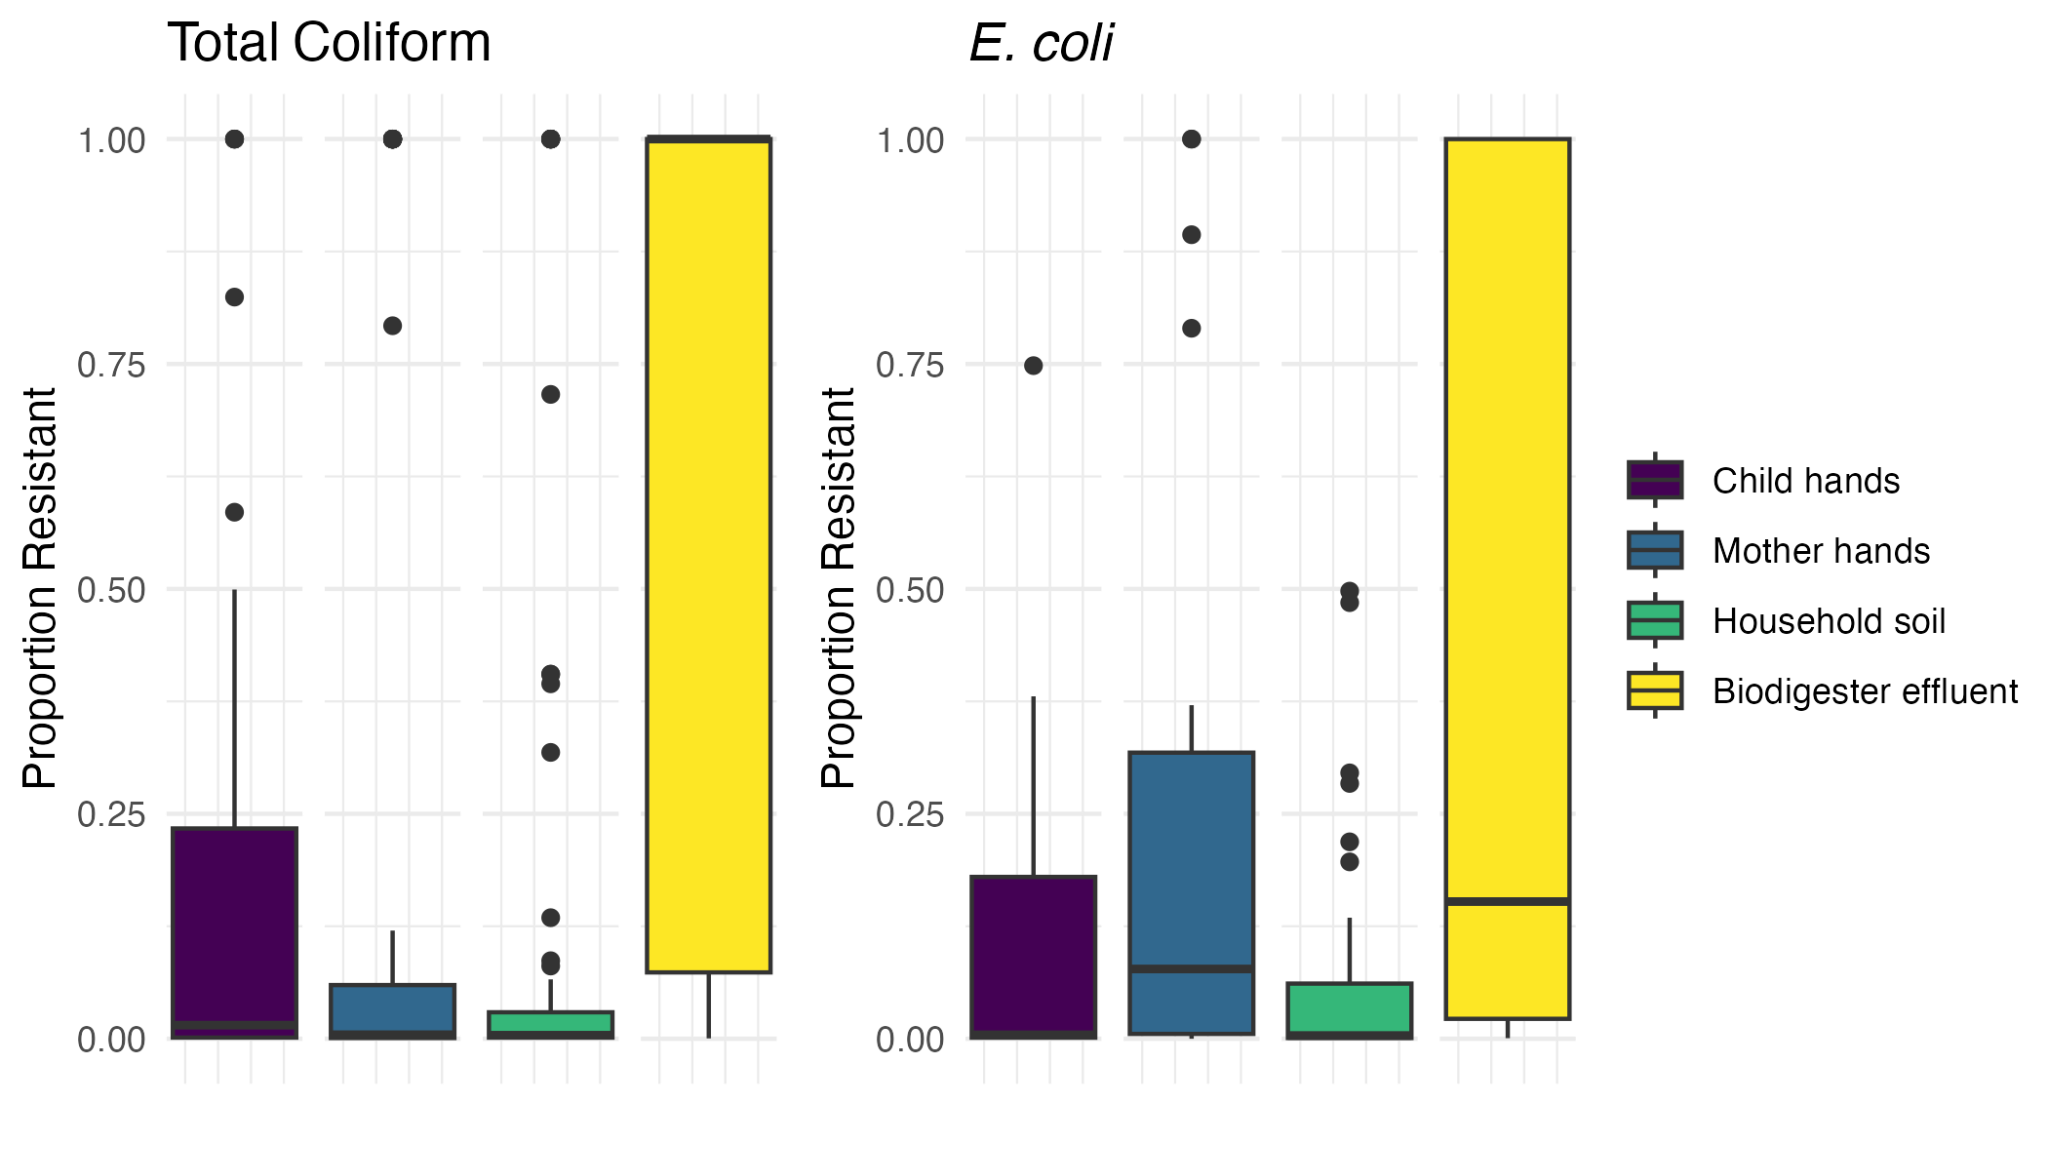 Total Coliform
Proportion Resistant
1.00
0.75
0.50
0.25
0.00
E. coli
Proportion Resistant
1.00
0.75
0.50
0.25
0.00
Child hands
Mother hands
Household soil
Biodigester effluent